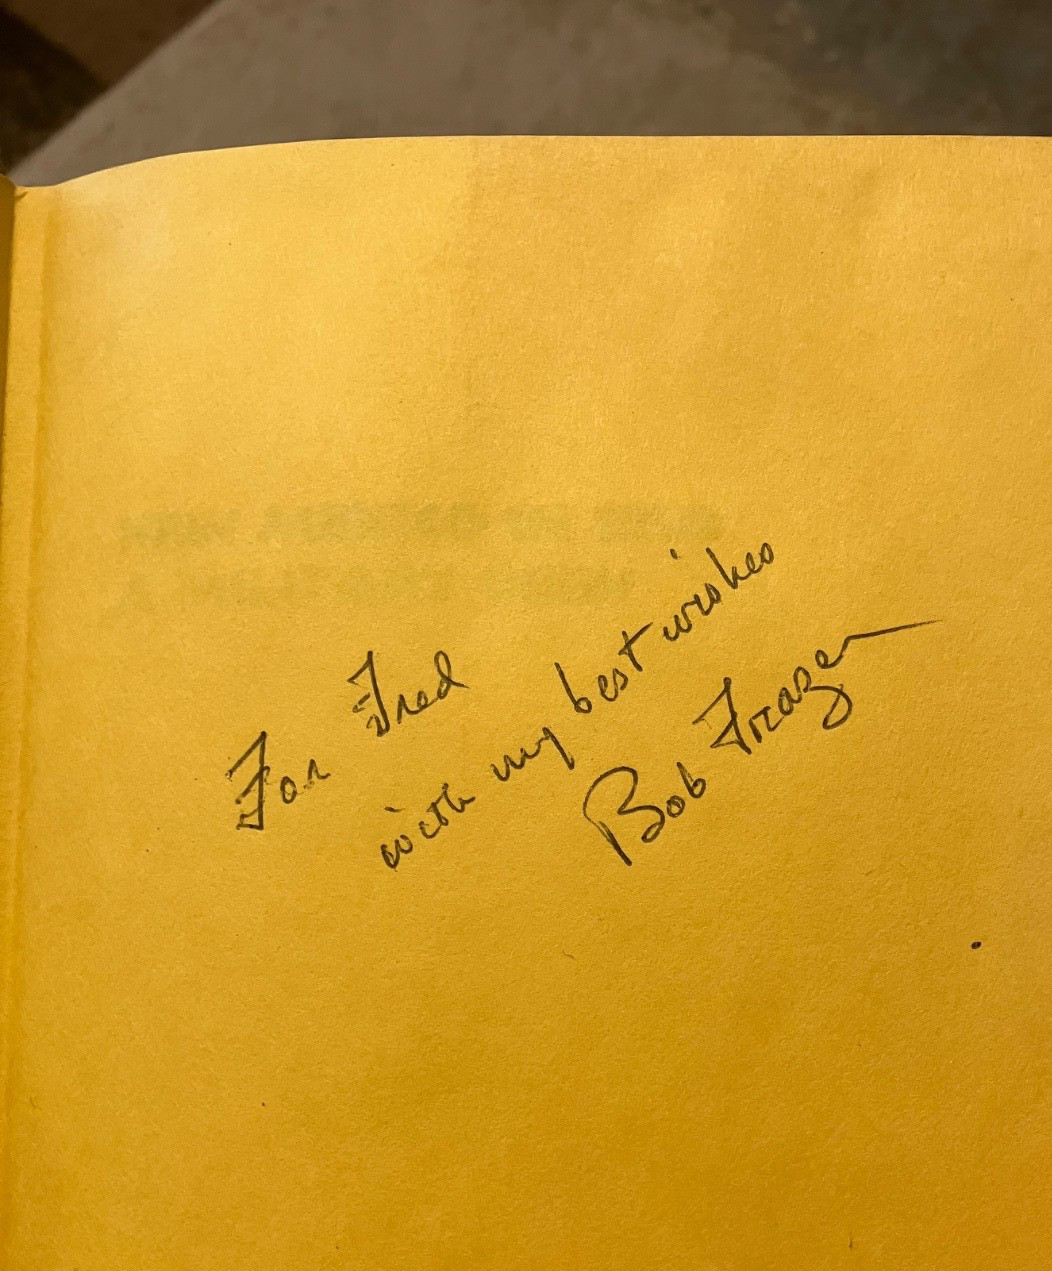 For Fred
with my best wishes
Bob Frazer